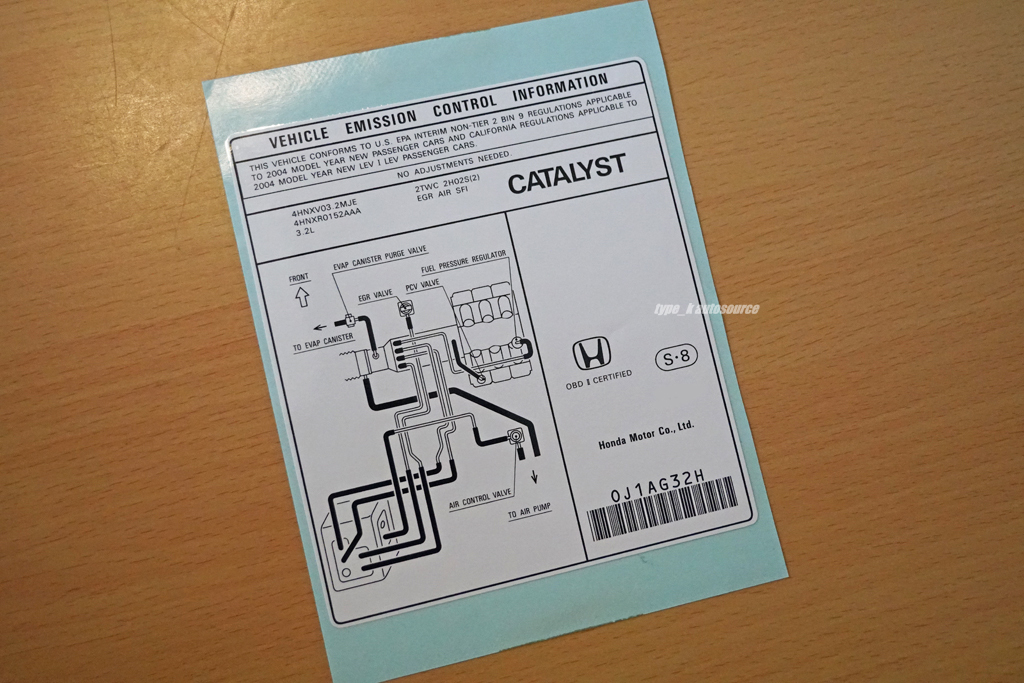 VEHICLE EMISSION CONTROL INFORMATION
THIS VEHICLE CONFORMS TO U.S. EPA INTERIM NON-TIER 2 BIN 9 REGULATIONS APPLICABLE
TO 2004 MODEL YEAR NEW PASSENGER CARS AND CALIFORNIA REGULATIONS APPLICABLE TO
2004 MODEL YEAR NEW LEV I LEV PASSENGER CARS.
NO ADJUSTMENTS NEEDED.
4HNXV03.2MJE
4HNXR0152AAA
3.2L
2TWC 2HO2S(2)
EGR AIR SFI
CATALYST
FRONT
EVAP CANISTER PURGE VALVE
FUEL PRESSURE REGULATOR
EGR VALVE
PCV VALVE
TO EVAP CANISTER
AIR CONTROL VALVE
TO AIR PUMP
type_k autosource
OBD II CERTIFIED
S·8
Honda Motor Co., Ltd.
0J1AG32H